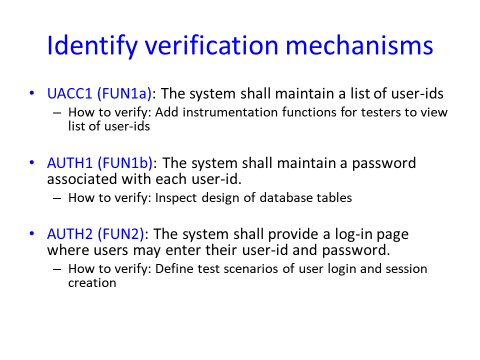 Identify verification mechanisms
• UACC1 (FUN1a): The system shall maintain a list of user-ids
– How to verify: Add instrumentation functions for testers to view
list of user-ids
• AUTH1 (FUN1b): The system shall maintain a password
associated with each user-id.
– How to verify: Inspect design of database tables
• AUTH2 (FUN2): The system shall provide a log-in page
where users may enter their user-id and password.
– How to verify: Define test scenarios of user login and session
creation